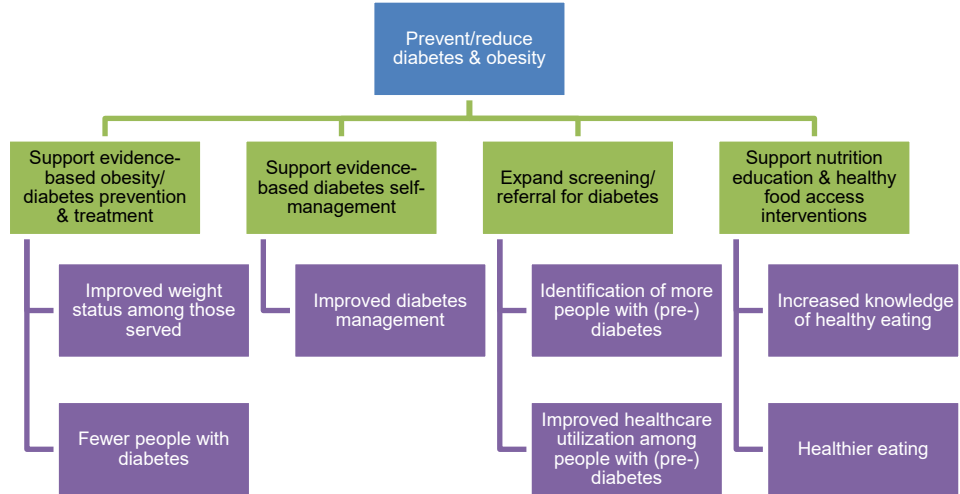 Prevent/reduce
diabetes & obesity
Support evidence-
based obesity/
diabetes prevention
& treatment
Support evidence-
based diabetes self-
management
Expand screening/
referral for diabetes
Support nutrition
education & healthy
food access
interventions
Improved weight
status among those
served
Improved diabetes
management
Identification of more
people with (pre-)
diabetes
Increased knowledge
of healthy eating
Fewer people with
diabetes
Improved healthcare
utilization among
people with (pre-)
diabetes
Healthier eating